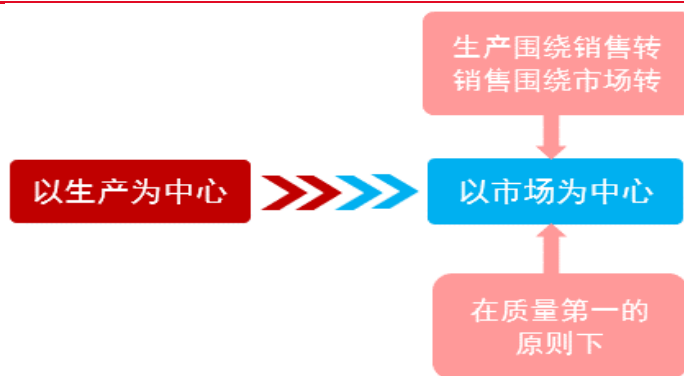 生产围绕销售转
销售围绕市场转
以生产为中心
以市场为中心
在质量第一的
原则下